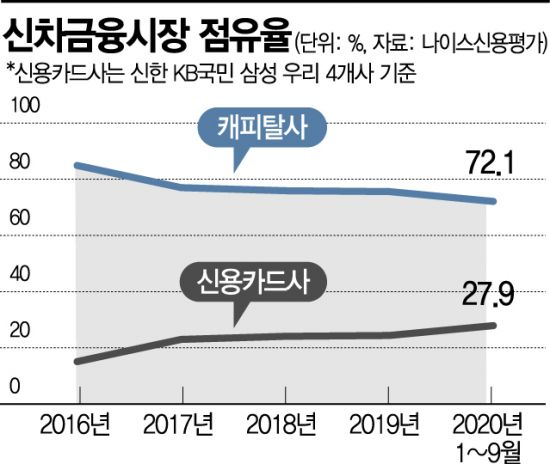 신차금융시장 점유율 (단위: %, 자료: 나이스신용평가)
*신용카드사는 신한 KB국민 삼성 우리 4개사 기준
100
캐피탈사
80
72.1
60
40
신용카드사
27.9
20
0
2016년 2017년 2018년 2019년 2020년
1~9월